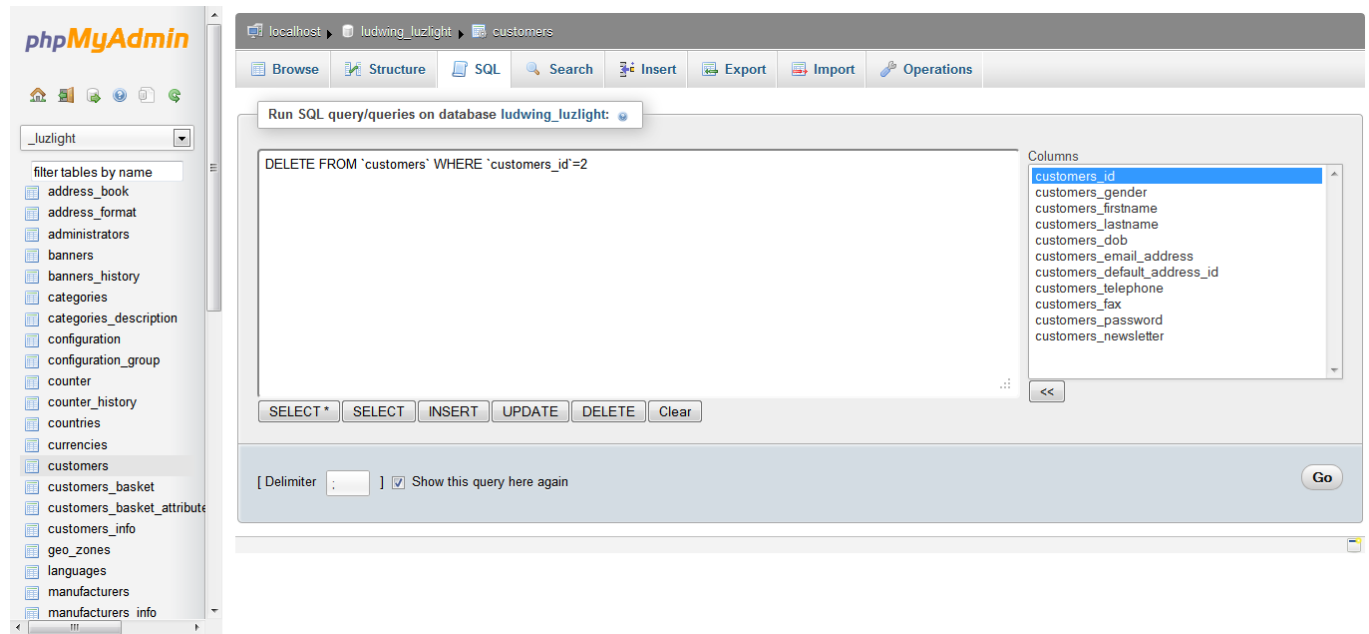 phpMyAdmin
_luzlight
filter tables by name
address_book
address_format
administrators
banners
banners_history
categories
categories_description
configuration
configuration_group
counter
counter_history
countries
currencies
customers
customers_basket
customers_basket_attribute
customers_info
geo_zones
languages
manufacturers
manufacturers_info
localhost ▸ ludwing_luzlight ▸ customers
Browse Structure SQL Search Insert Export Import Operations
Run SQL query/queries on database ludwing_luzlight:
DELETE FROM `customers` WHERE `customers_id`=2
Columns
customers_id
customers_gender
customers_firstname
customers_lastname
customers_dob
customers_email_address
customers_default_address_id
customers_telephone
customers_fax
customers_password
customers_newsletter
<<
SELECT * SELECT INSERT UPDATE DELETE Clear
[ Delimiter ; ] Show this query here again
Go